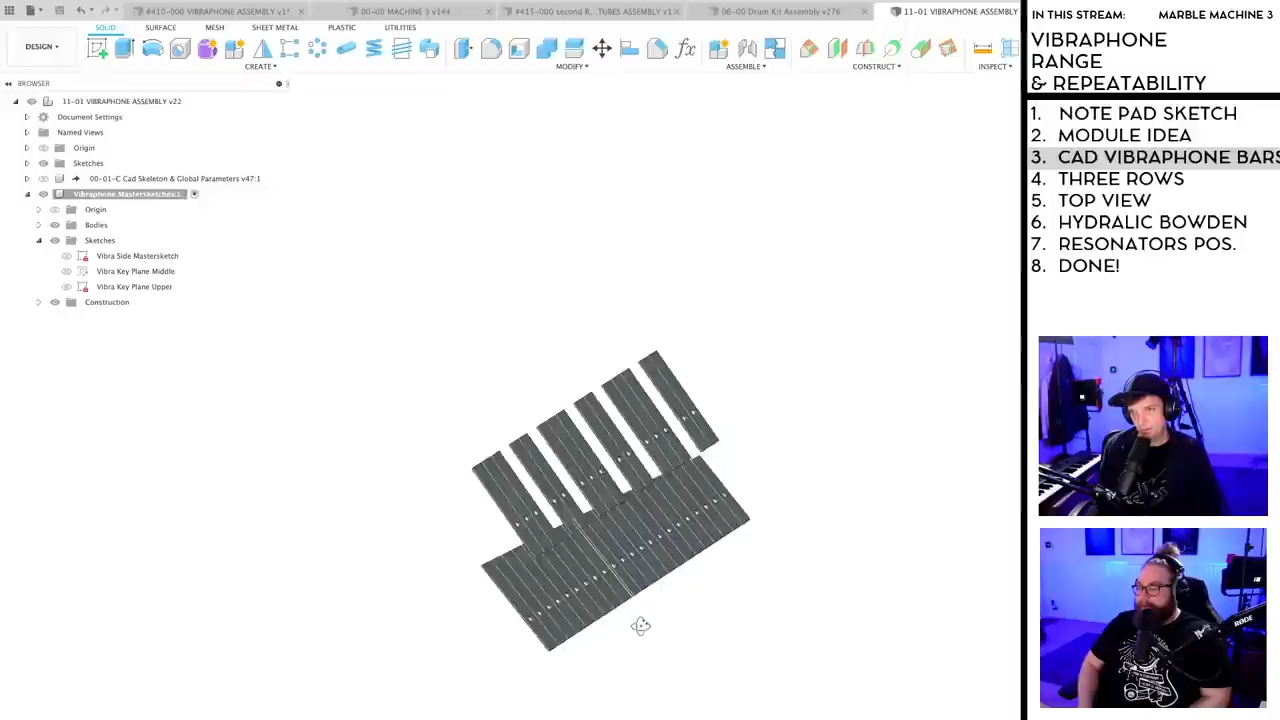 #410-000 VIBRAPHONE ASSEMBLY v1*
00-00 MACHINE 3 v144
#415-000 second R. .TUBES ASSEMBLY v1
06-00 Drum Kit Assembly v276
11-01 VIBRAPHONE ASSEMBLY
SOLID
SURFACE
MESH
SHEET METAL
PLASTIC
UTILITIES
DESIGN
CREATE
MODIFY
ASSEMBLE
CONSTRUCT
INSPECT
BROWSER
11-01 VIBRAPHONE ASSEMBLY v22
Document Settings
Named Views
Origin
Sketches
00-01-C Cad Skeleton & Global Parameters v47:1
Vibraphone Mastersketches:1
Origin
Bodies
Sketches
Vibra Side Mastersketch
Vibra Key Plane Middle
Vibra Key Plane Upper
Construction
IN THIS STREAM: MARBLE MACHINE 3
VIBRAPHONE
RANGE
& REPEATABILITY
1. NOTE PAD SKETCH
2. MODULE IDEA
3. CAD VIBRAPHONE BARS
4. THREE ROWS
5. TOP VIEW
6. HYDRALIC BOWDEN
7. RESONATORS POS.
8. DONE!
RØDE